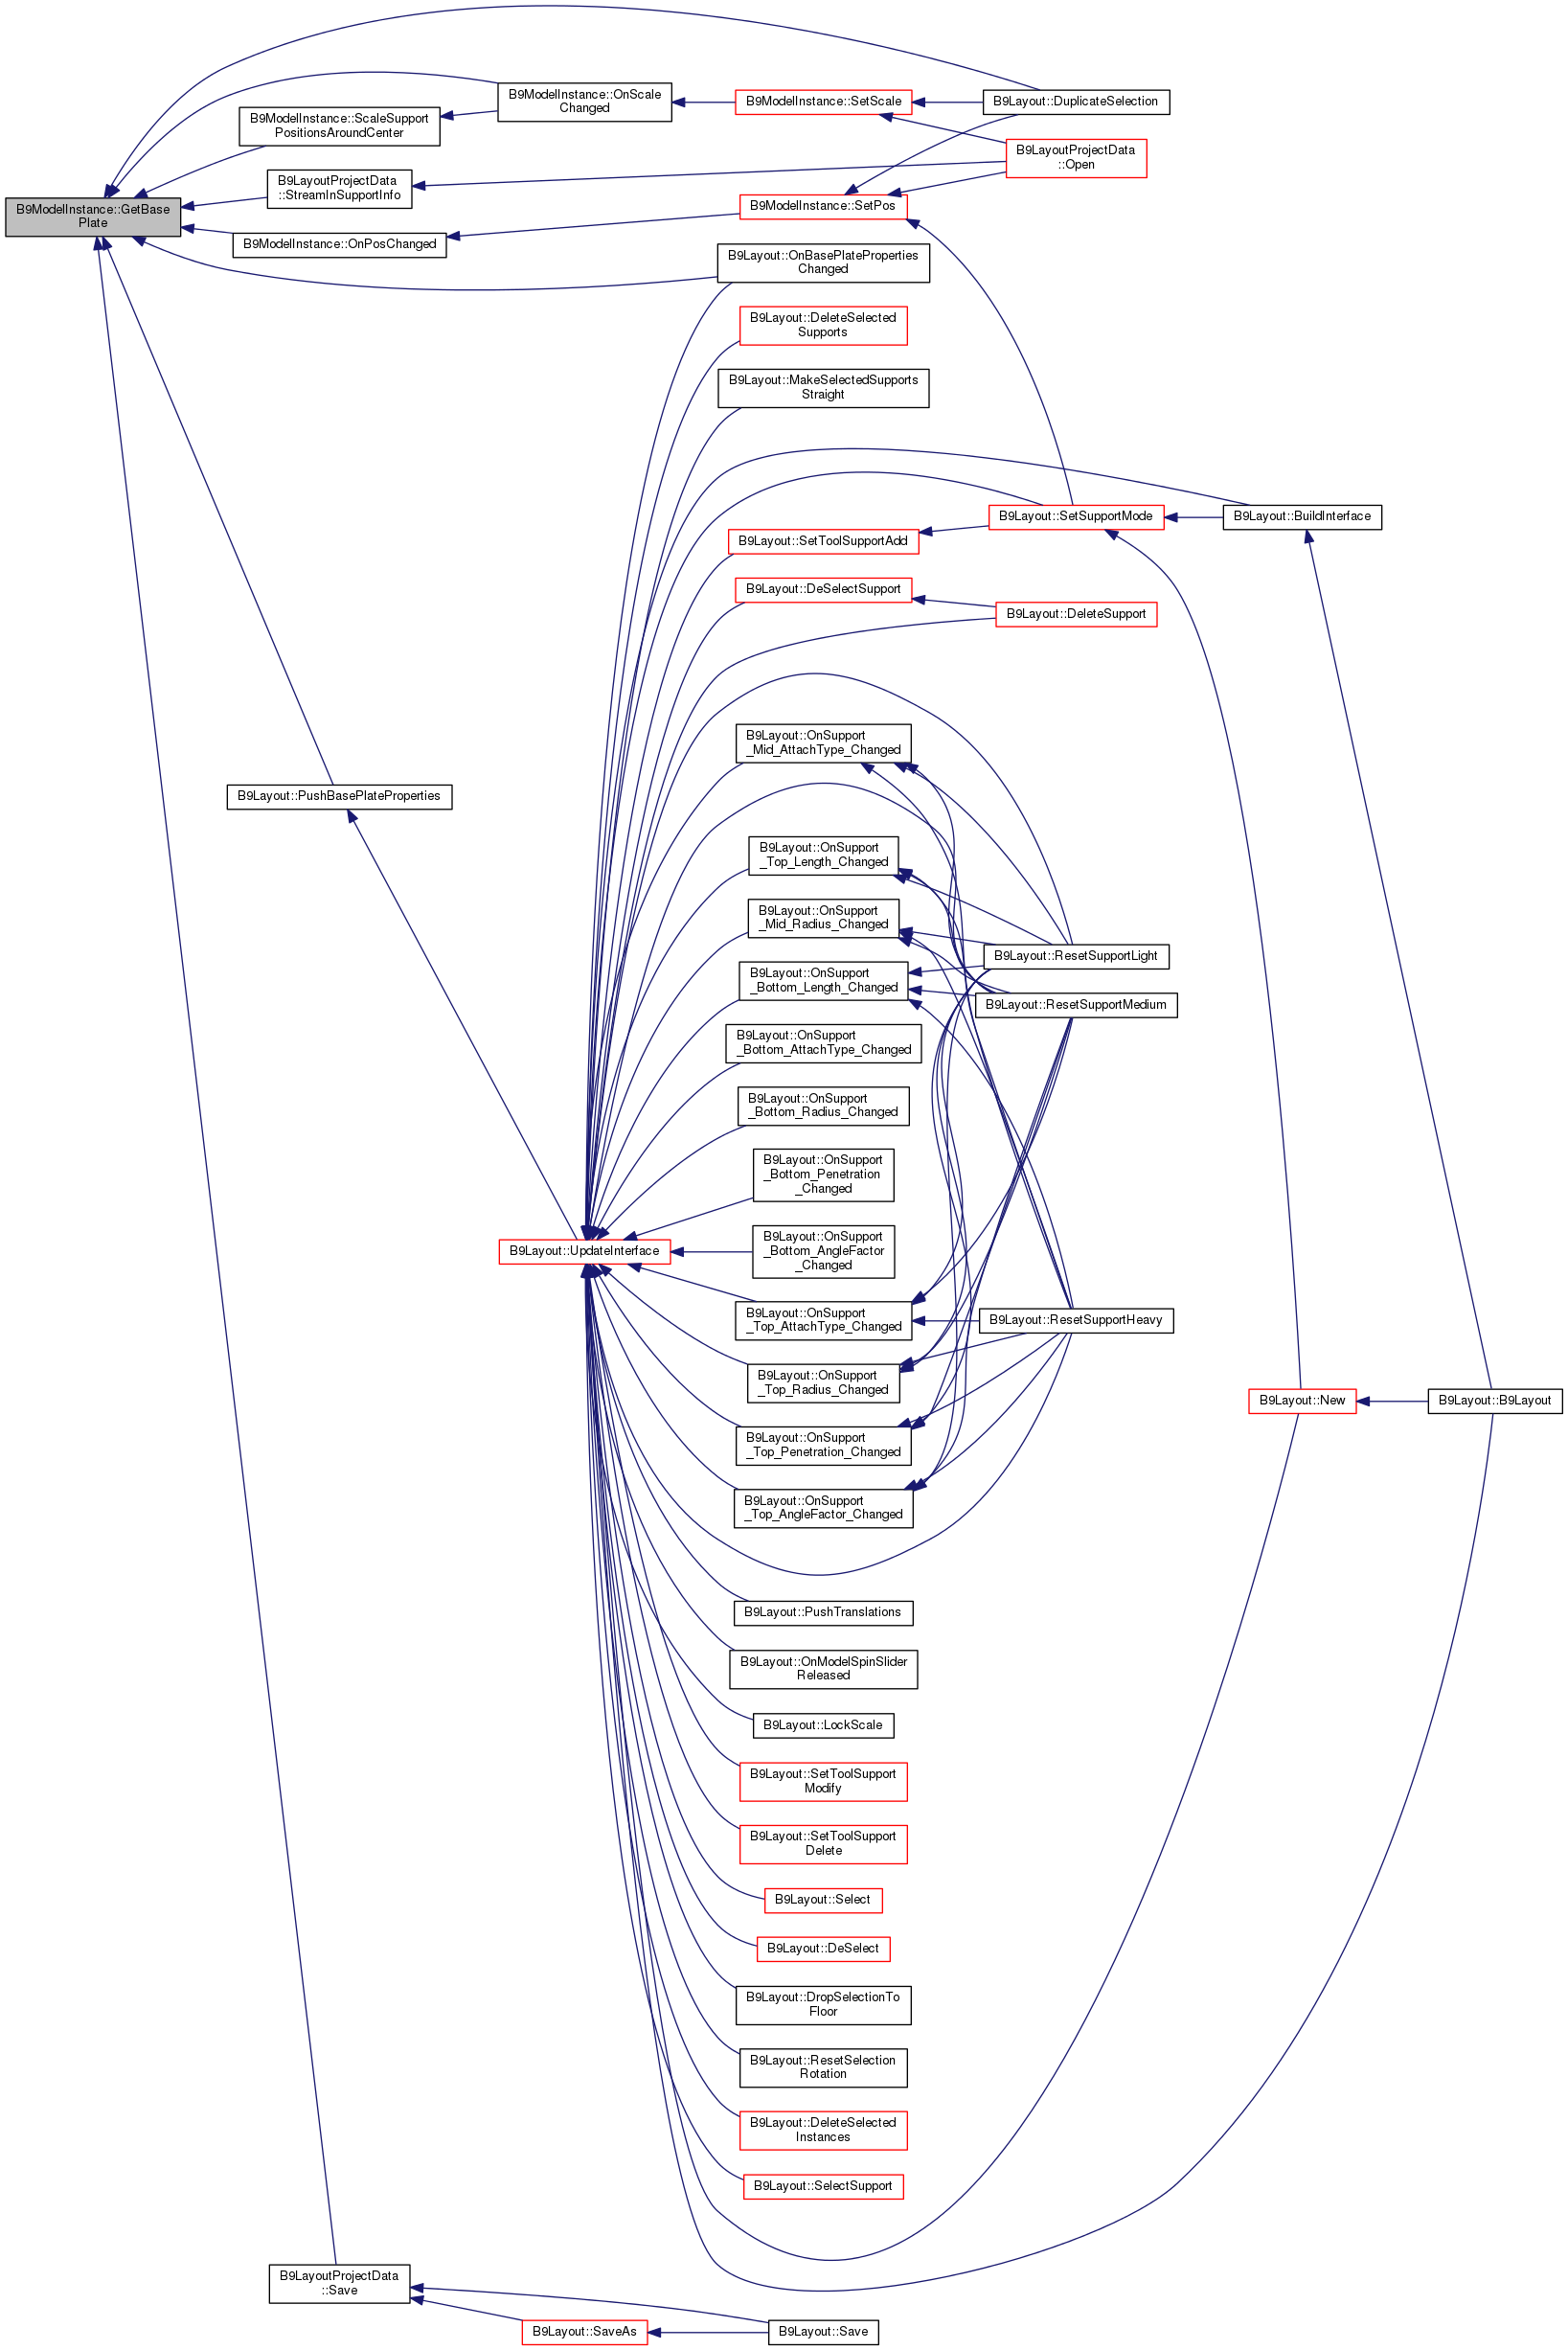 B9ModelInstance::GetBase
Plate
B9ModelInstance::OnScale
Changed
B9ModelInstance::ScaleSupport
PositionsAroundCenter
B9LayoutProjectData
::StreamInSupportInfo
B9ModelInstance::OnPosChanged
B9ModelInstance::SetScale
B9Layout::DuplicateSelection
B9LayoutProjectData
::Open
B9ModelInstance::SetPos
B9Layout::OnBasePlateProperties
Changed
B9Layout::DeleteSelected
Supports
B9Layout::MakeSelectedSupports
Straight
B9Layout::SetSupportMode
B9Layout::BuildInterface
B9Layout::SetToolSupportAdd
B9Layout::DeSelectSupport
B9Layout::DeleteSupport
B9Layout::OnSupport
_Mid_AttachType_Changed
B9Layout::PushBasePlateProperties
B9Layout::OnSupport
_Top_Length_Changed
B9Layout::OnSupport
_Mid_Radius_Changed
B9Layout::ResetSupportLight
B9Layout::OnSupport
_Bottom_Length_Changed
B9Layout::ResetSupportMedium
B9Layout::OnSupport
_Bottom_AttachType_Changed
B9Layout::OnSupport
_Bottom_Radius_Changed
B9Layout::OnSupport
_Bottom_Penetration
_Changed
B9Layout::UpdateInterface
B9Layout::OnSupport
_Bottom_AngleFactor
_Changed
B9Layout::OnSupport
_Top_AttachType_Changed
B9Layout::ResetSupportHeavy
B9Layout::OnSupport
_Top_Radius_Changed
B9Layout::New
B9Layout::B9Layout
B9Layout::OnSupport
_Top_Penetration_Changed
B9Layout::OnSupport
_Top_AngleFactor_Changed
B9Layout::PushTranslations
B9Layout::OnModelSpinSlider
Released
B9Layout::LockScale
B9Layout::SetToolSupport
Modify
B9Layout::SetToolSupport
Delete
B9Layout::Select
B9Layout::DeSelect
B9Layout::DropSelectionTo
Floor
B9Layout::ResetSelection
Rotation
B9Layout::DeleteSelected
Instances
B9Layout::SelectSupport
B9LayoutProjectData
::Save
B9Layout::SaveAs
B9Layout::Save